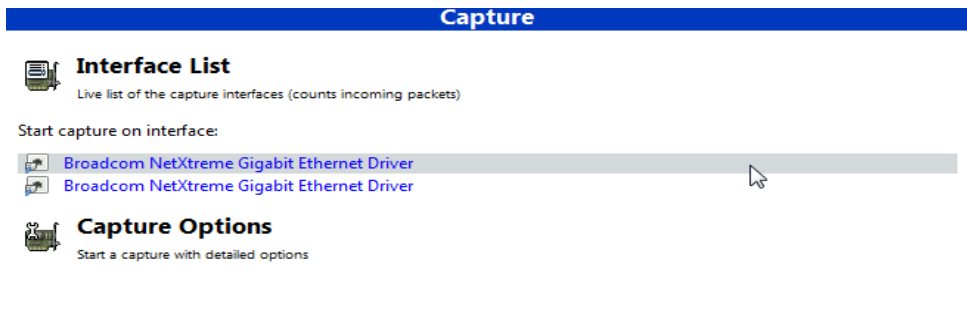 Capture
Interface List
Live list of the capture interfaces (counts incoming packets)
Start capture on interface:
Broadcom NetXtreme Gigabit Ethernet Driver
Broadcom NetXtreme Gigabit Ethernet Driver
Capture Options
Start a capture with detailed options